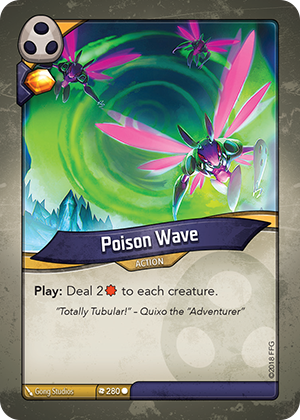 Poison Wave
ACTION
Play: Deal 2 to each creature.
"Totally Tubular!" - Quixo the "Adventurer"
©2018 FFG
Gong Studios
280